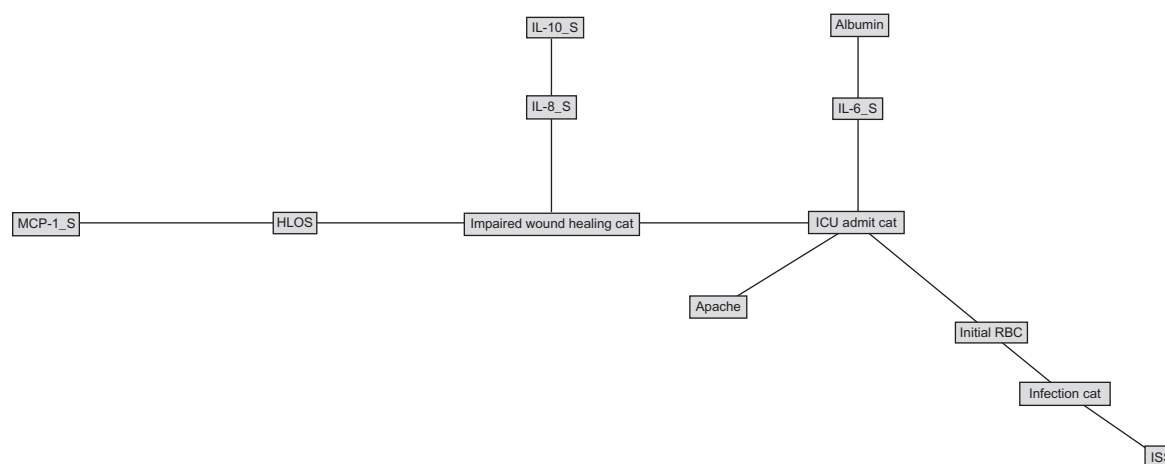 IL-10_S
Albumin
IL-8_S
IL-6_S
MCP-1_S
HLOS
Impaired wound healing cat
ICU admit cat
Apache
Initial RBC
Infection cat